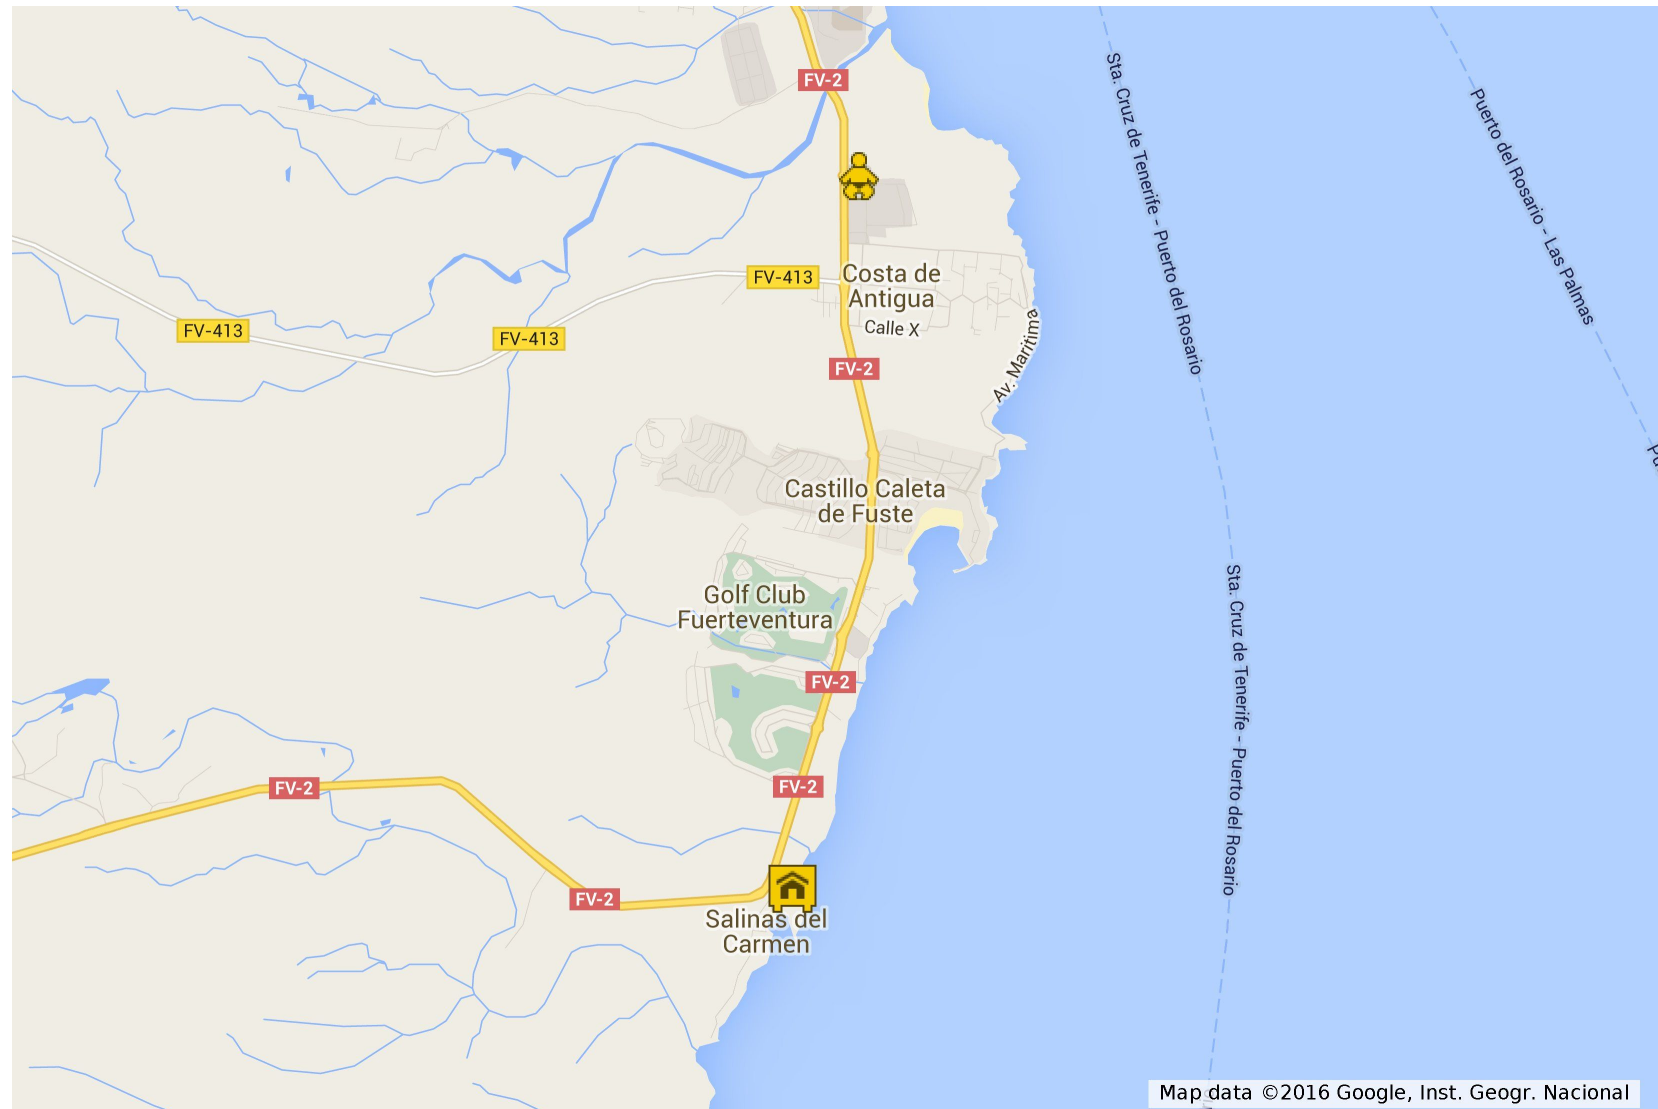 FV-2
Sta. Cruz de Tenerife - Puerto del Rosario
Puerto del Rosario - Las Palmas
FV-413
Costa de
Antigua
Calle X
FV-413
FV-413
Av. Marítima
FV-2
Castillo Caleta
de Fuste
Golf Club
Fuerteventura
Sta. Cruz de Tenerife - Puerto del Rosario
FV-2
FV-2
FV-2
FV-2
Salinas del
Carmen
Map data ©2016 Google, Inst. Geogr. Nacional